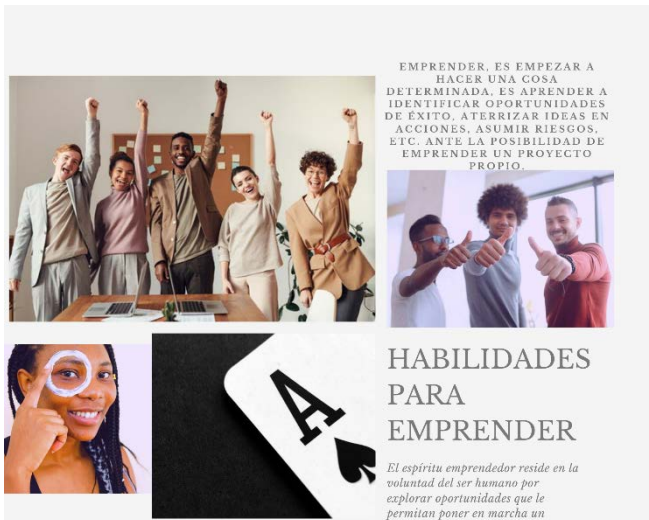 EMPRENDER, ES EMPEZAR A
HACER UNA COSA
DETERMINADA, ES APRENDER A
IDENTIFICAR OPORTUNIDADES
DE ÉXITO, ATERRIZAR IDEAS EN
ACCIONES, ASUMIR RIESGOS,
ETC. ANTE LA POSIBILIDAD DE
EMPRENDER UN PROYECTO
PROPIO.
A
HABILIDADES
PARA
EMPRENDER
El espíritu emprendedor reside en la
voluntad del ser humano por
explorar oportunidades que le
permitan poner en marcha un